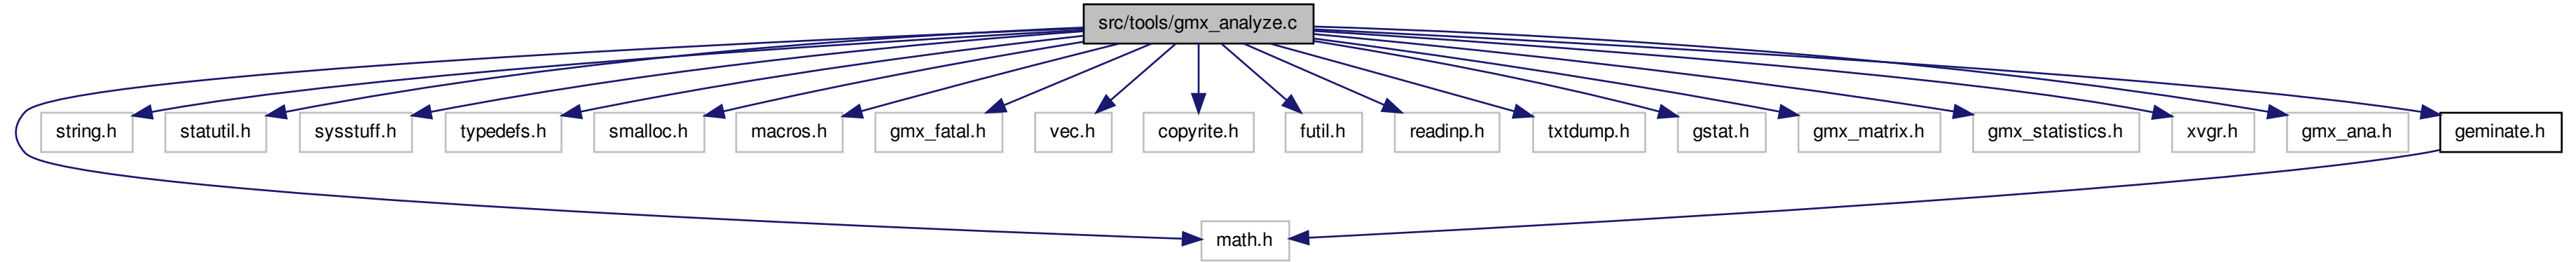 src/tools/gmx_analyze.c
string.h
statutil.h
sysstuff.h
typedefs.h
smalloc.h
macros.h
gmx_fatal.h
vec.h
copyrite.h
futil.h
readinp.h
txtdump.h
gstat.h
gmx_matrix.h
gmx_statistics.h
xvgr.h
gmx_ana.h
geminate.h
math.h